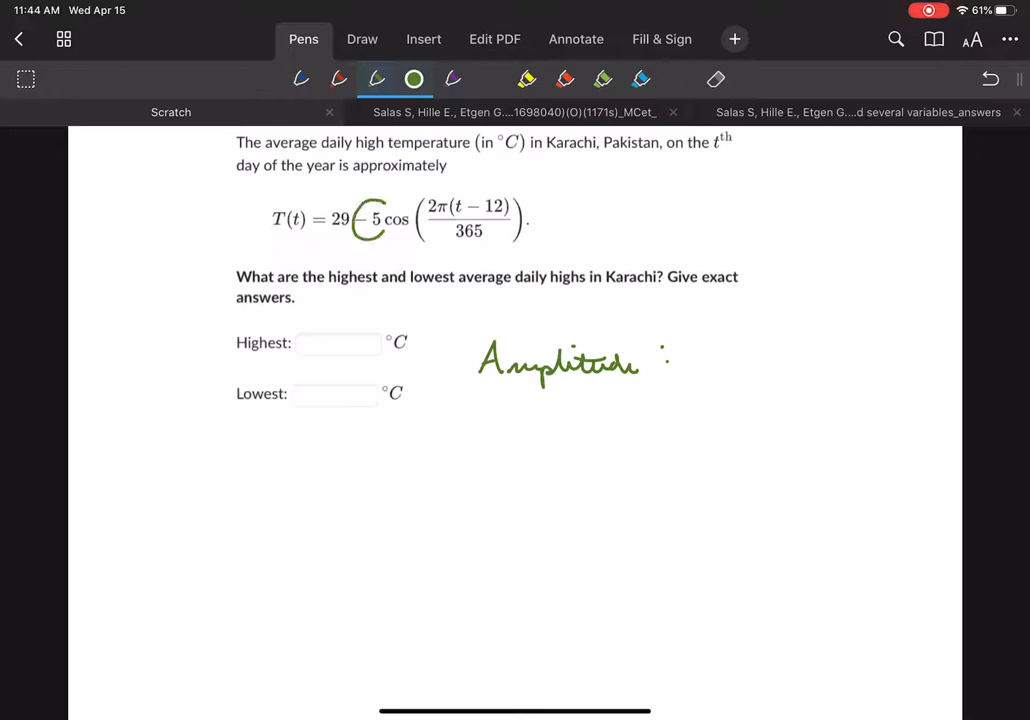 11:44 AM Wed Apr 15
61%
Pens Draw Insert Edit PDF Annotate Fill & Sign
AA
Scratch × Salas S, Hille E., Etgen G....1698040)(O)(1171s)_MCet_ × Salas S, Hille E., Etgen G....d several variables_answers ×
The average daily high temperature (in °C) in Karachi, Pakistan, on the t^th
day of the year is approximately
T(t) = 29 − 5 cos (2π(t − 12)/365).
What are the highest and lowest average daily highs in Karachi? Give exact
answers.
Highest: °C
Amplitude :
Lowest: °C